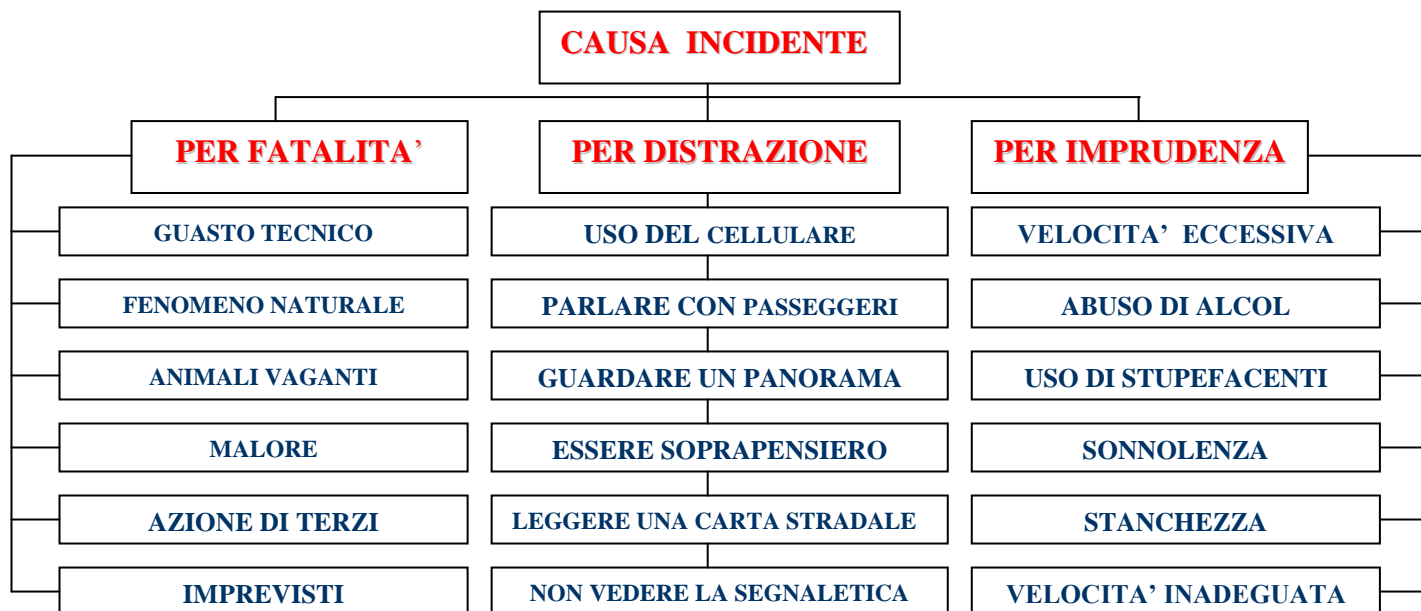 CAUSA INCIDENTE
PER FATALITA’
PER DISTRAZIONE
PER IMPRUDENZA
GUASTO TECNICO
USO DEL CELLULARE
VELOCITA’ ECCESSIVA
FENOMENO NATURALE
PARLARE CON PASSEGGERI
ABUSO DI ALCOL
ANIMALI VAGANTI
GUARDARE UN PANORAMA
USO DI STUPEFACENTI
MALORE
ESSERE SOPRAPENSIERO
SONNOLENZA
AZIONE DI TERZI
LEGGERE UNA CARTA STRADALE
STANCHEZZA
IMPREVISTI
NON VEDERE LA SEGNALETICA
VELOCITA’ INADEGUATA